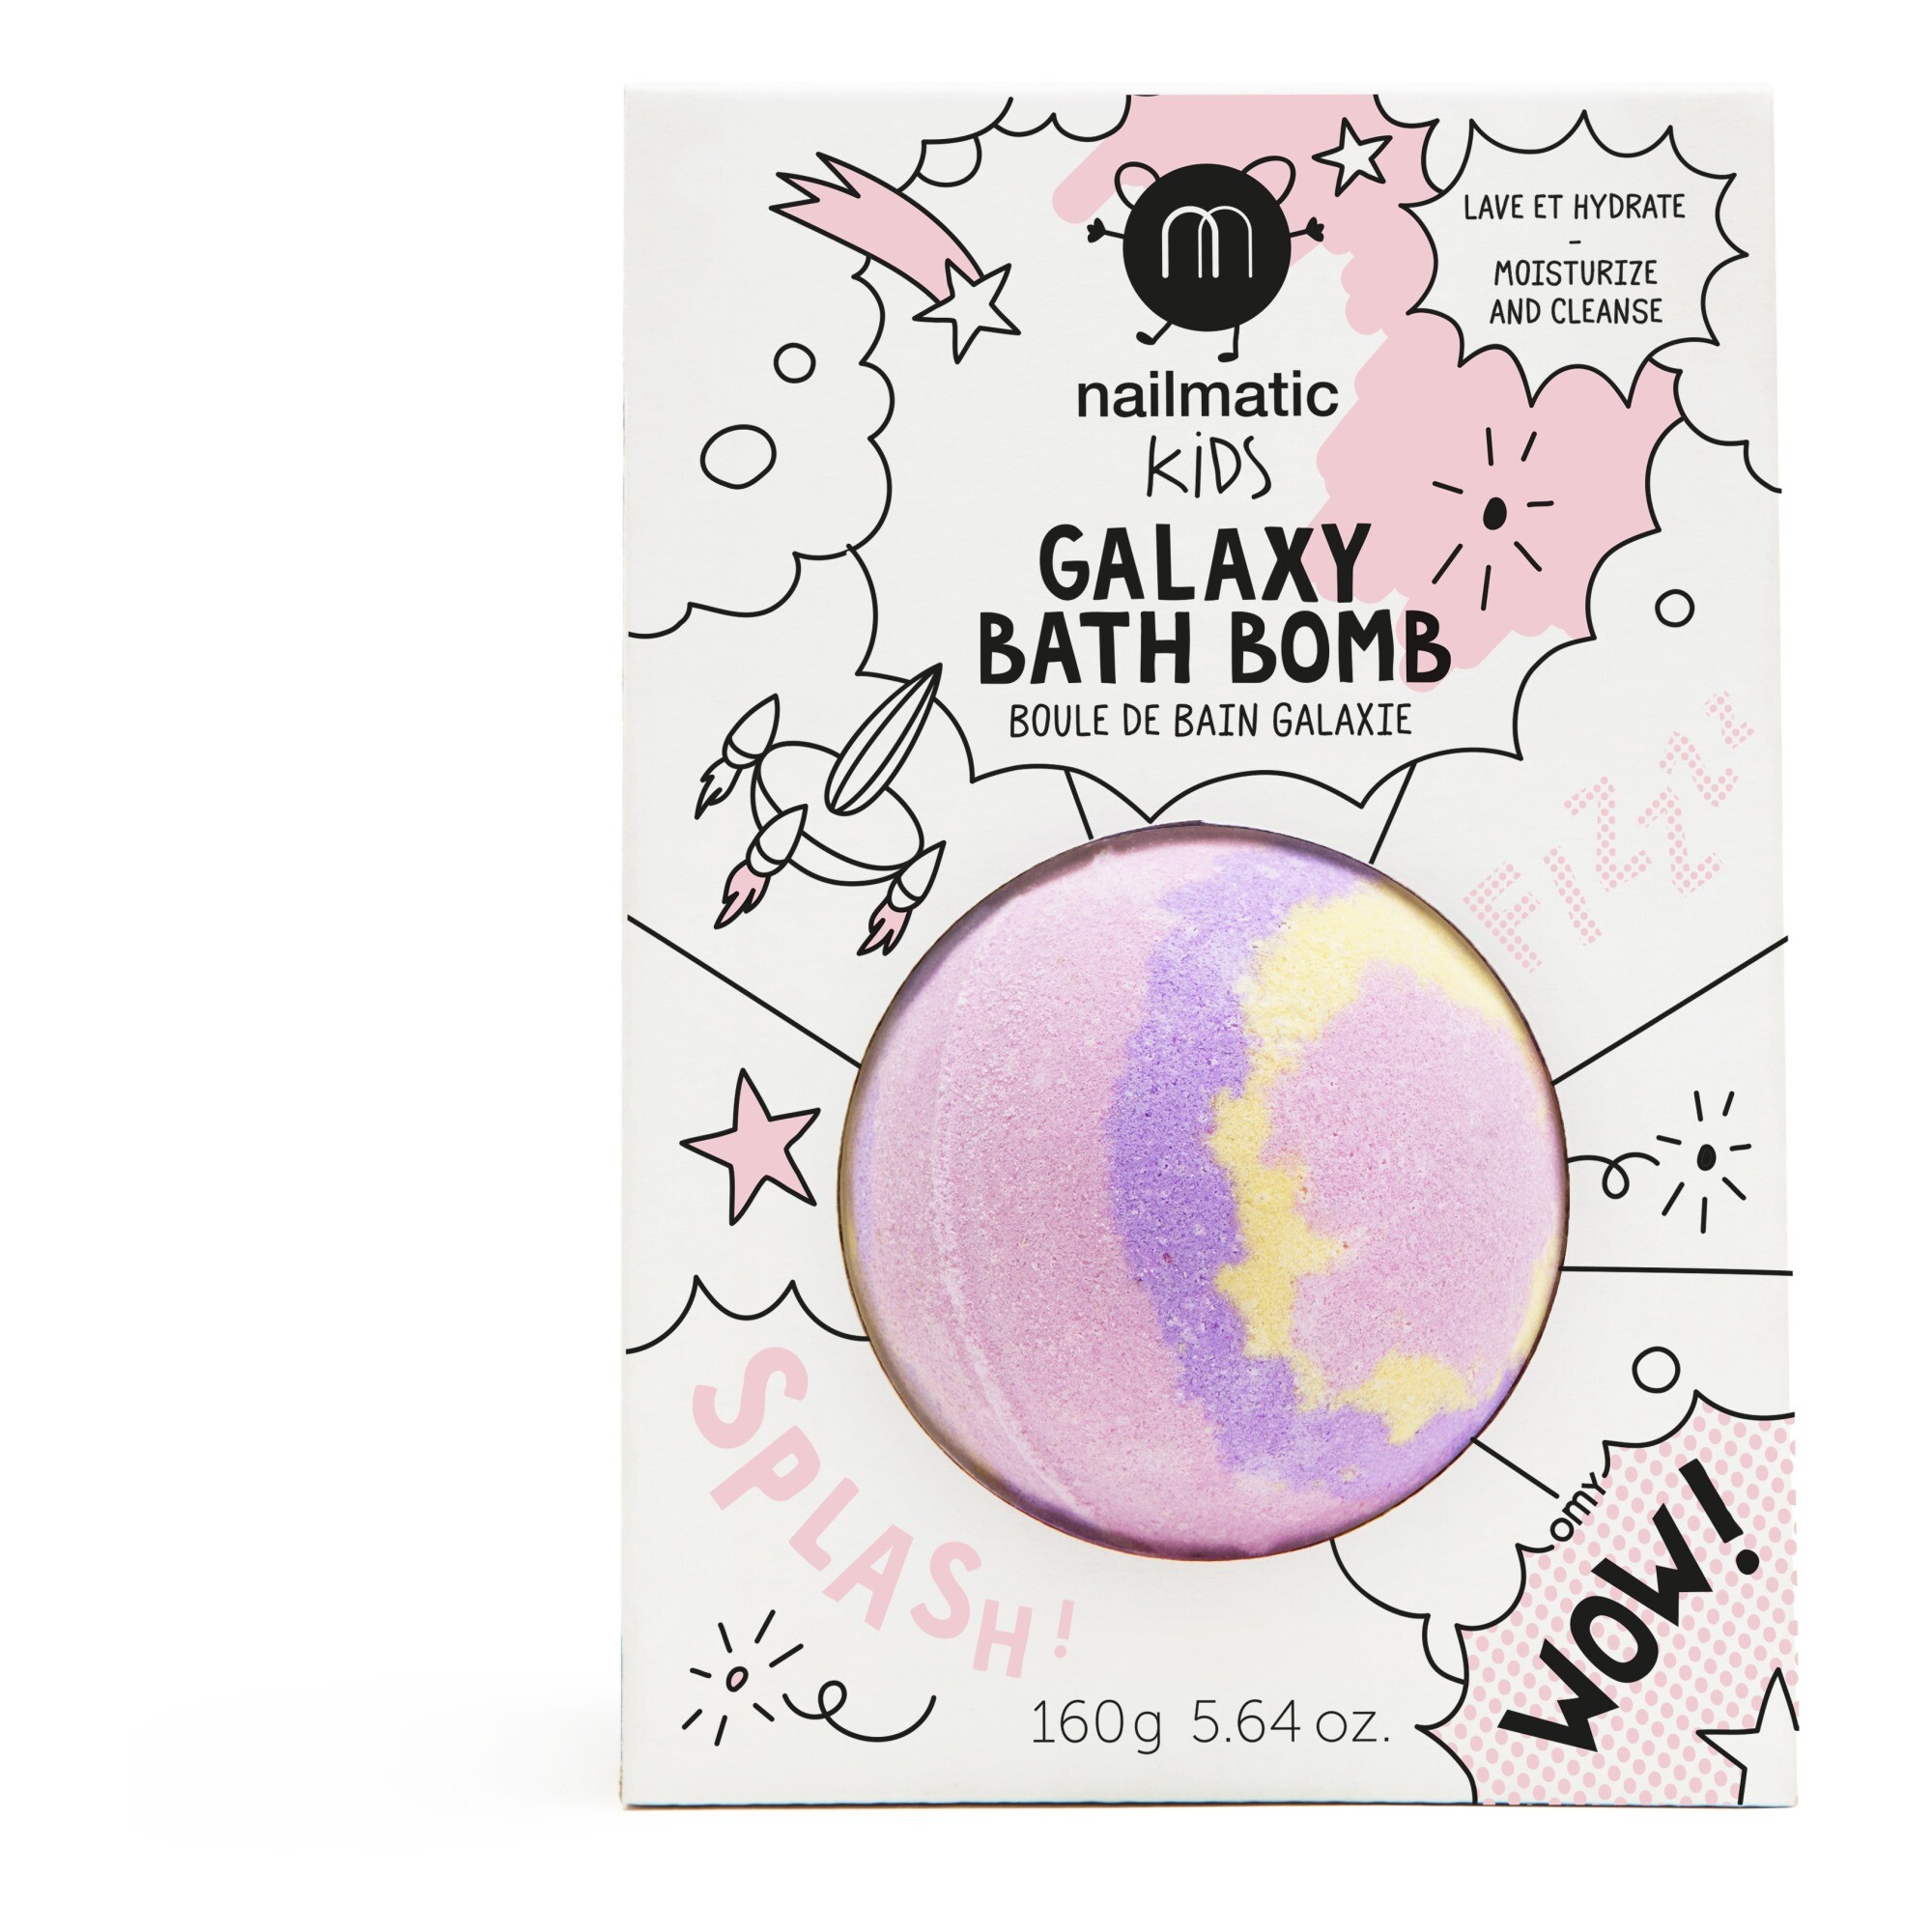 LAVE ET HYDRATE
-
MOISTURIZE
AND CLEANSE
m
nailmatic
KiDS
GALAXY
BATH BOMB
BOULE DE BAIN GALAXIE
FIZZZZ
SPLASH!
OMY
WOW!
160g 5.64 oz.